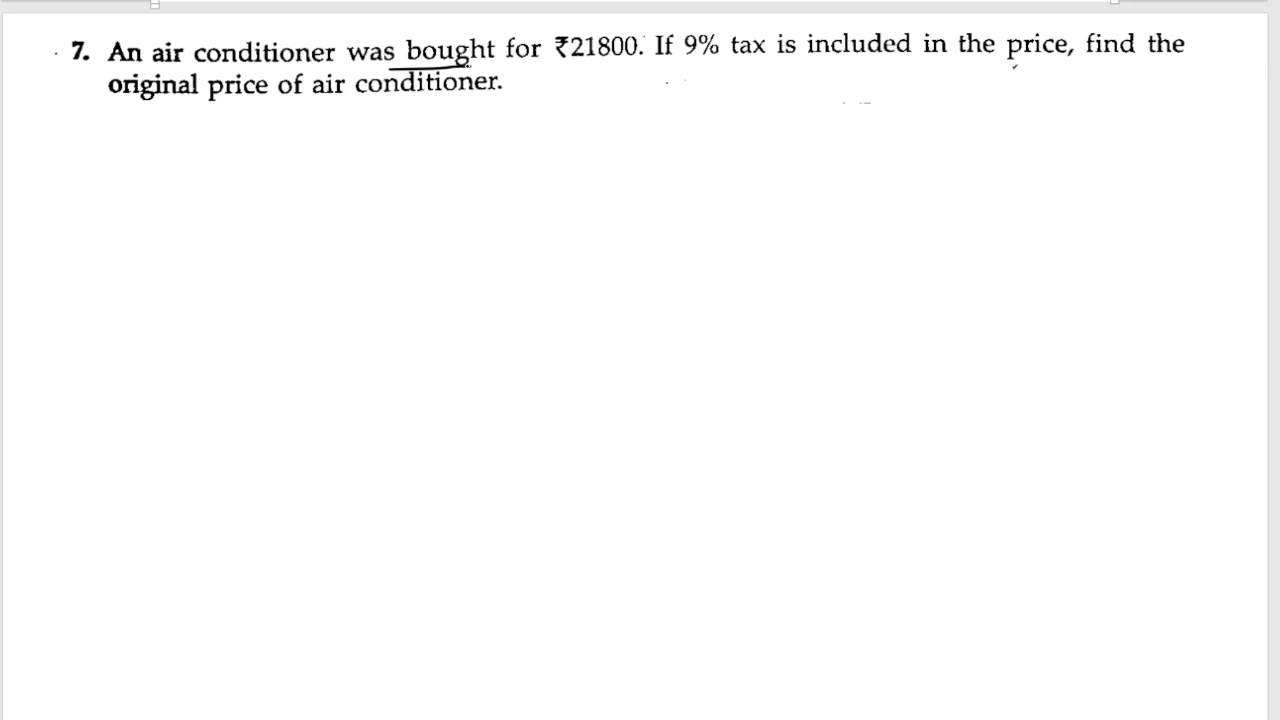 7. An air conditioner was bought for ₹21800. If 9% tax is included in the price, find the
original price of air conditioner.